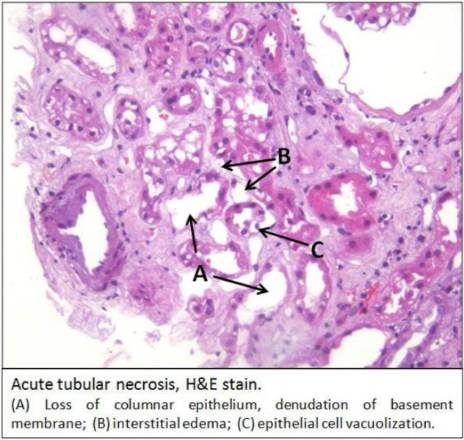 B
C
A
Acute tubular necrosis, H&E stain.
(A) Loss of columnar epithelium, denudation of basement
membrane; (B) interstitial edema; (C) epithelial cell vacuolization.